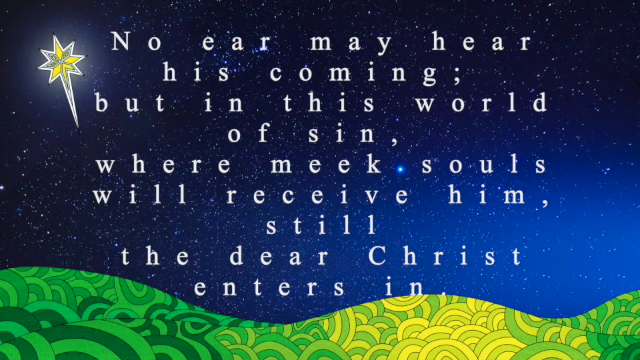 No ear may hear
his coming;
but in this world
of sin,
where meek souls
will receive him,
still
the dear Christ
enters in.